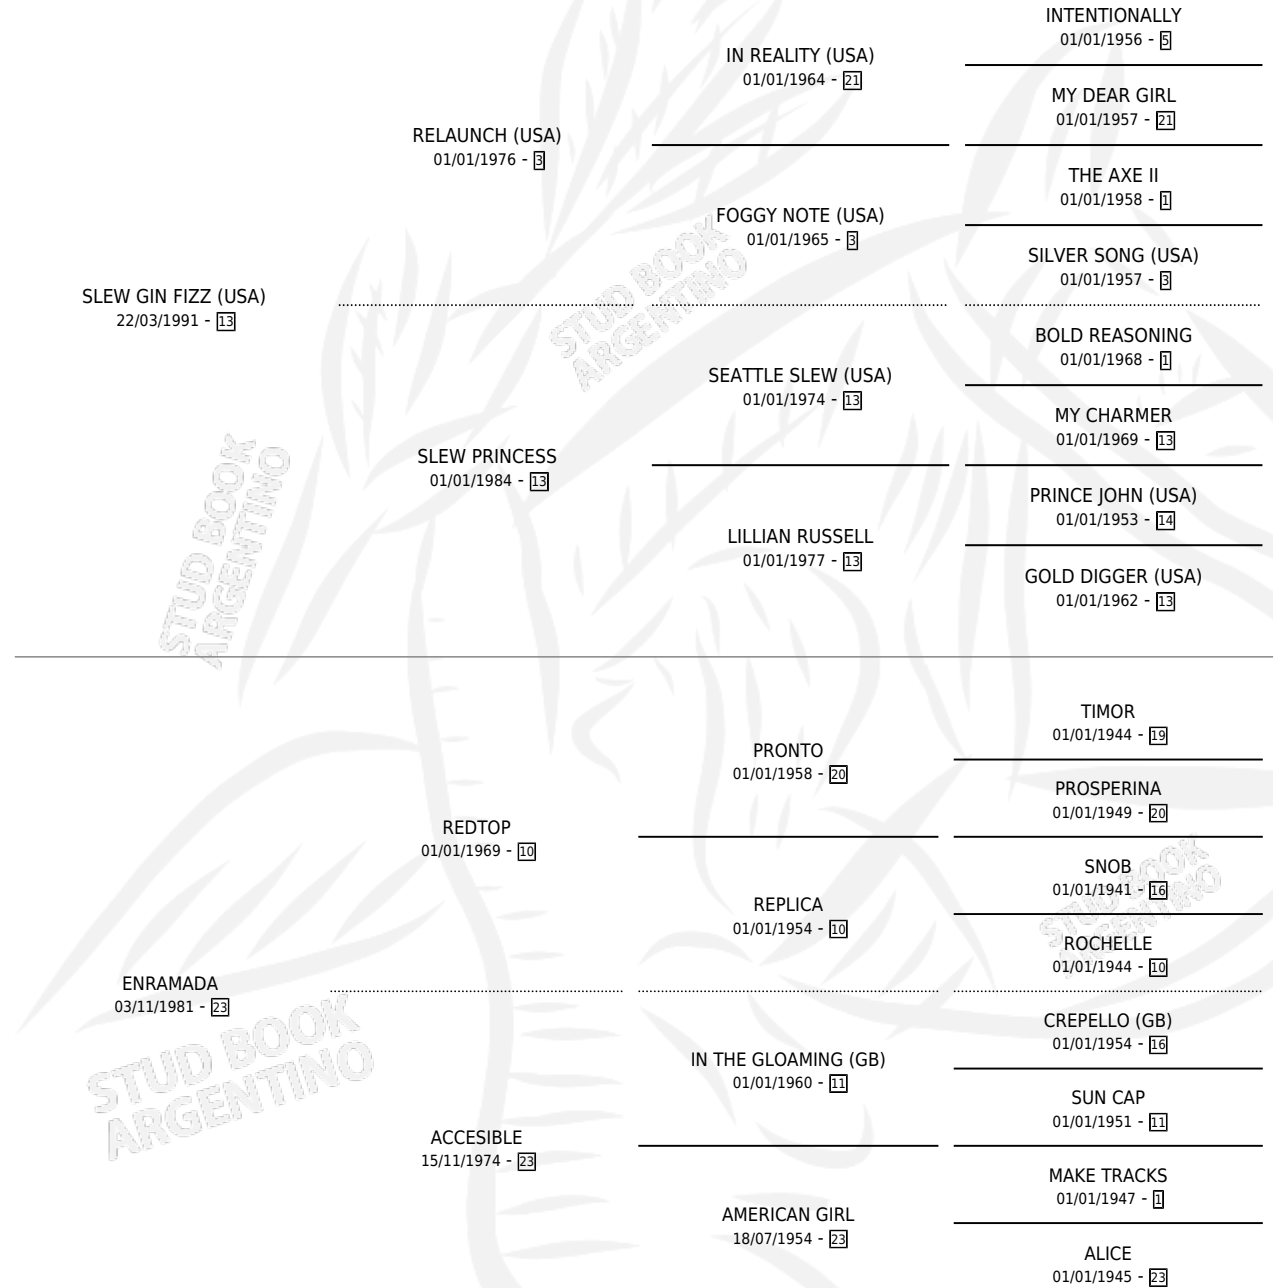 INTENTIONALLY
01/01/1956 - 5
IN REALITY (USA)
01/01/1964 - 21
MY DEAR GIRL
01/01/1957 - 21
RELAUNCH (USA)
01/01/1976 - 3
THE AXE II
01/01/1958 - 1
FOGGY NOTE (USA)
01/01/1965 - 3
SILVER SONG (USA)
01/01/1957 - 3
SLEW GIN FIZZ (USA)
22/03/1991 - 13
STUD BOOK
ARGENTINO
BOLD REASONING
01/01/1968 - 1
SEATTLE SLEW (USA)
01/01/1974 - 13
MY CHARMER
01/01/1969 - 13
SLEW PRINCESS
01/01/1984 - 13
PRINCE JOHN (USA)
01/01/1953 - 14
LILLIAN RUSSELL
01/01/1977 - 13
GOLD DIGGER (USA)
01/01/1962 - 13
STUD BOOK
ARGENTINO
TIMOR
01/01/1944 - 19
PRONTO
01/01/1958 - 20
PROSPERINA
01/01/1949 - 20
REDTOP
01/01/1969 - 10
SNOB
01/01/1941 - 16
REPLICA
01/01/1954 - 10
ROCHELLE
01/01/1944 - 10
STUD BOOK
ARGENTINO
ENRAMADA
03/11/1981 - 23
CREPELLO (GB)
01/01/1954 - 16
IN THE GLOAMING (GB)
01/01/1960 - 11
SUN CAP
01/01/1951 - 11
STUD BOOK
ARGENTINO
ACCESIBLE
15/11/1974 - 23
MAKE TRACKS
01/01/1947 - 1
AMERICAN GIRL
18/07/1954 - 23
ALICE
01/01/1945 - 23